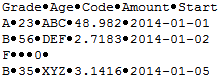 Grade•Age•Code•Amount•Start
A•23•ABC•48.982•2014-01-01
B•56•DEF•2.7183•2014-01-02
F•••0•
B•35•XYZ•3.1416•2014-01-05